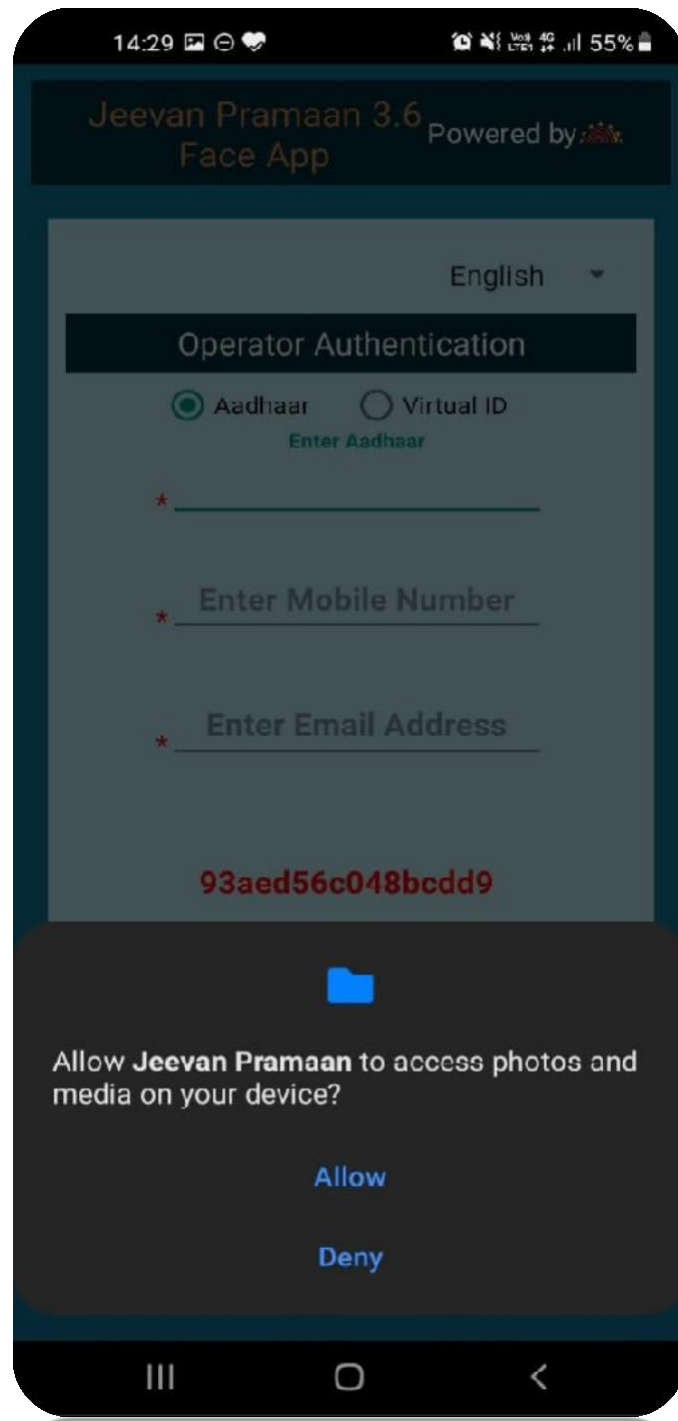 14:29 55%
Jeevan Pramaan 3.6
Face App
Powered by
English
Operator Authentication
Aadhaar Virtual ID
Enter Aadhaar
*
* Enter Mobile Number
* Enter Email Address
93aed56c048bcdd9
Allow Jeevan Pramaan to access photos and
media on your device?
Allow
Deny